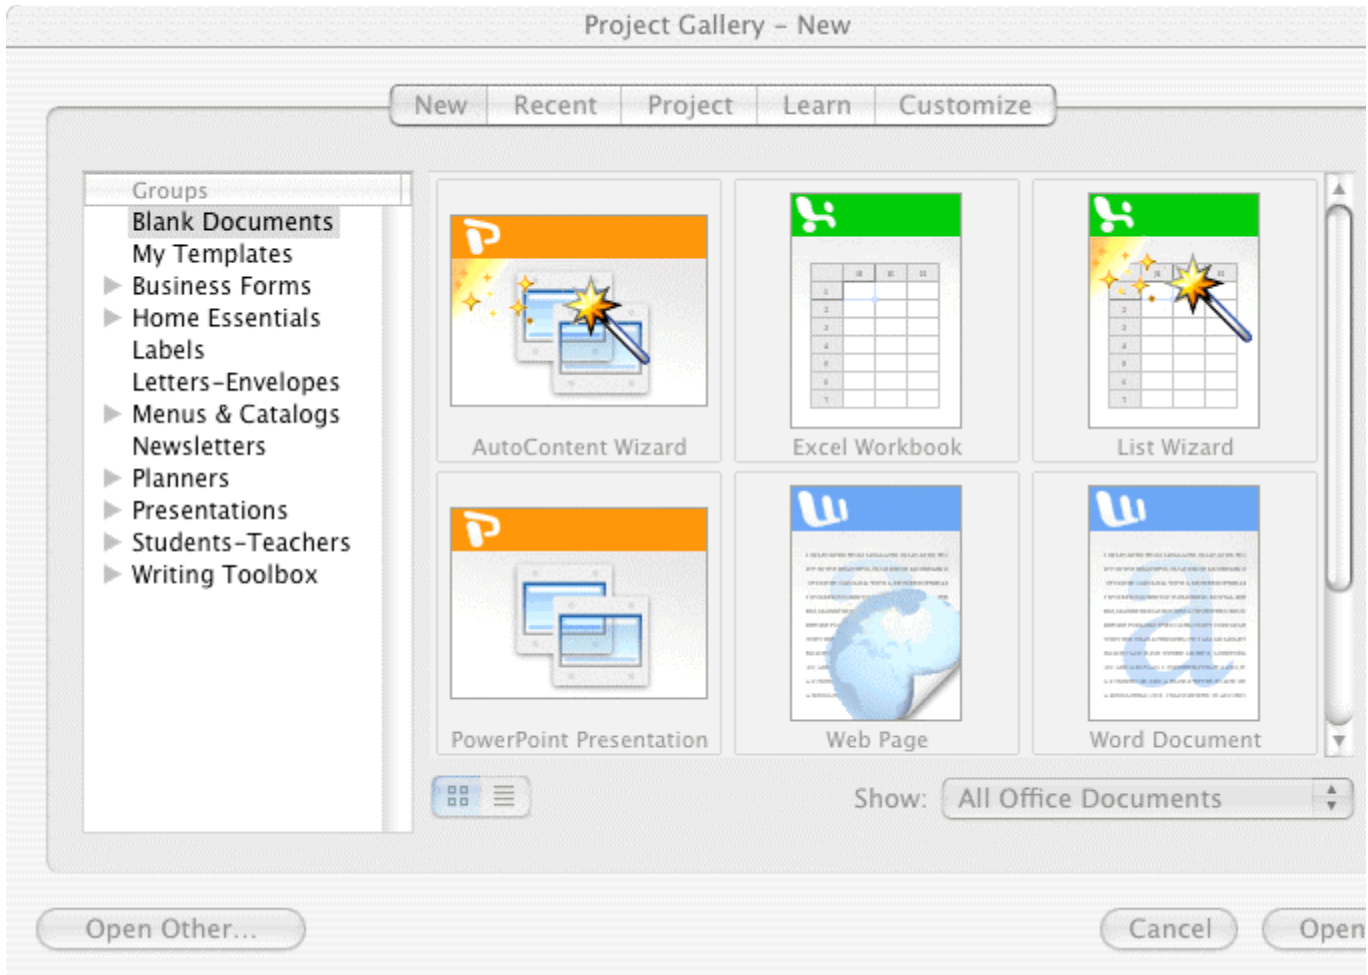 Project Gallery – New
New Recent Project Learn Customize
Groups
Blank Documents
My Templates
Business Forms
Home Essentials
Labels
Letters–Envelopes
Menus & Catalogs
Newsletters
Planners
Presentations
Students–Teachers
Writing Toolbox
AutoContent Wizard
Excel Workbook
List Wizard
PowerPoint Presentation
Web Page
Word Document
Show: All Office Documents
Open Other...
Cancel
Open